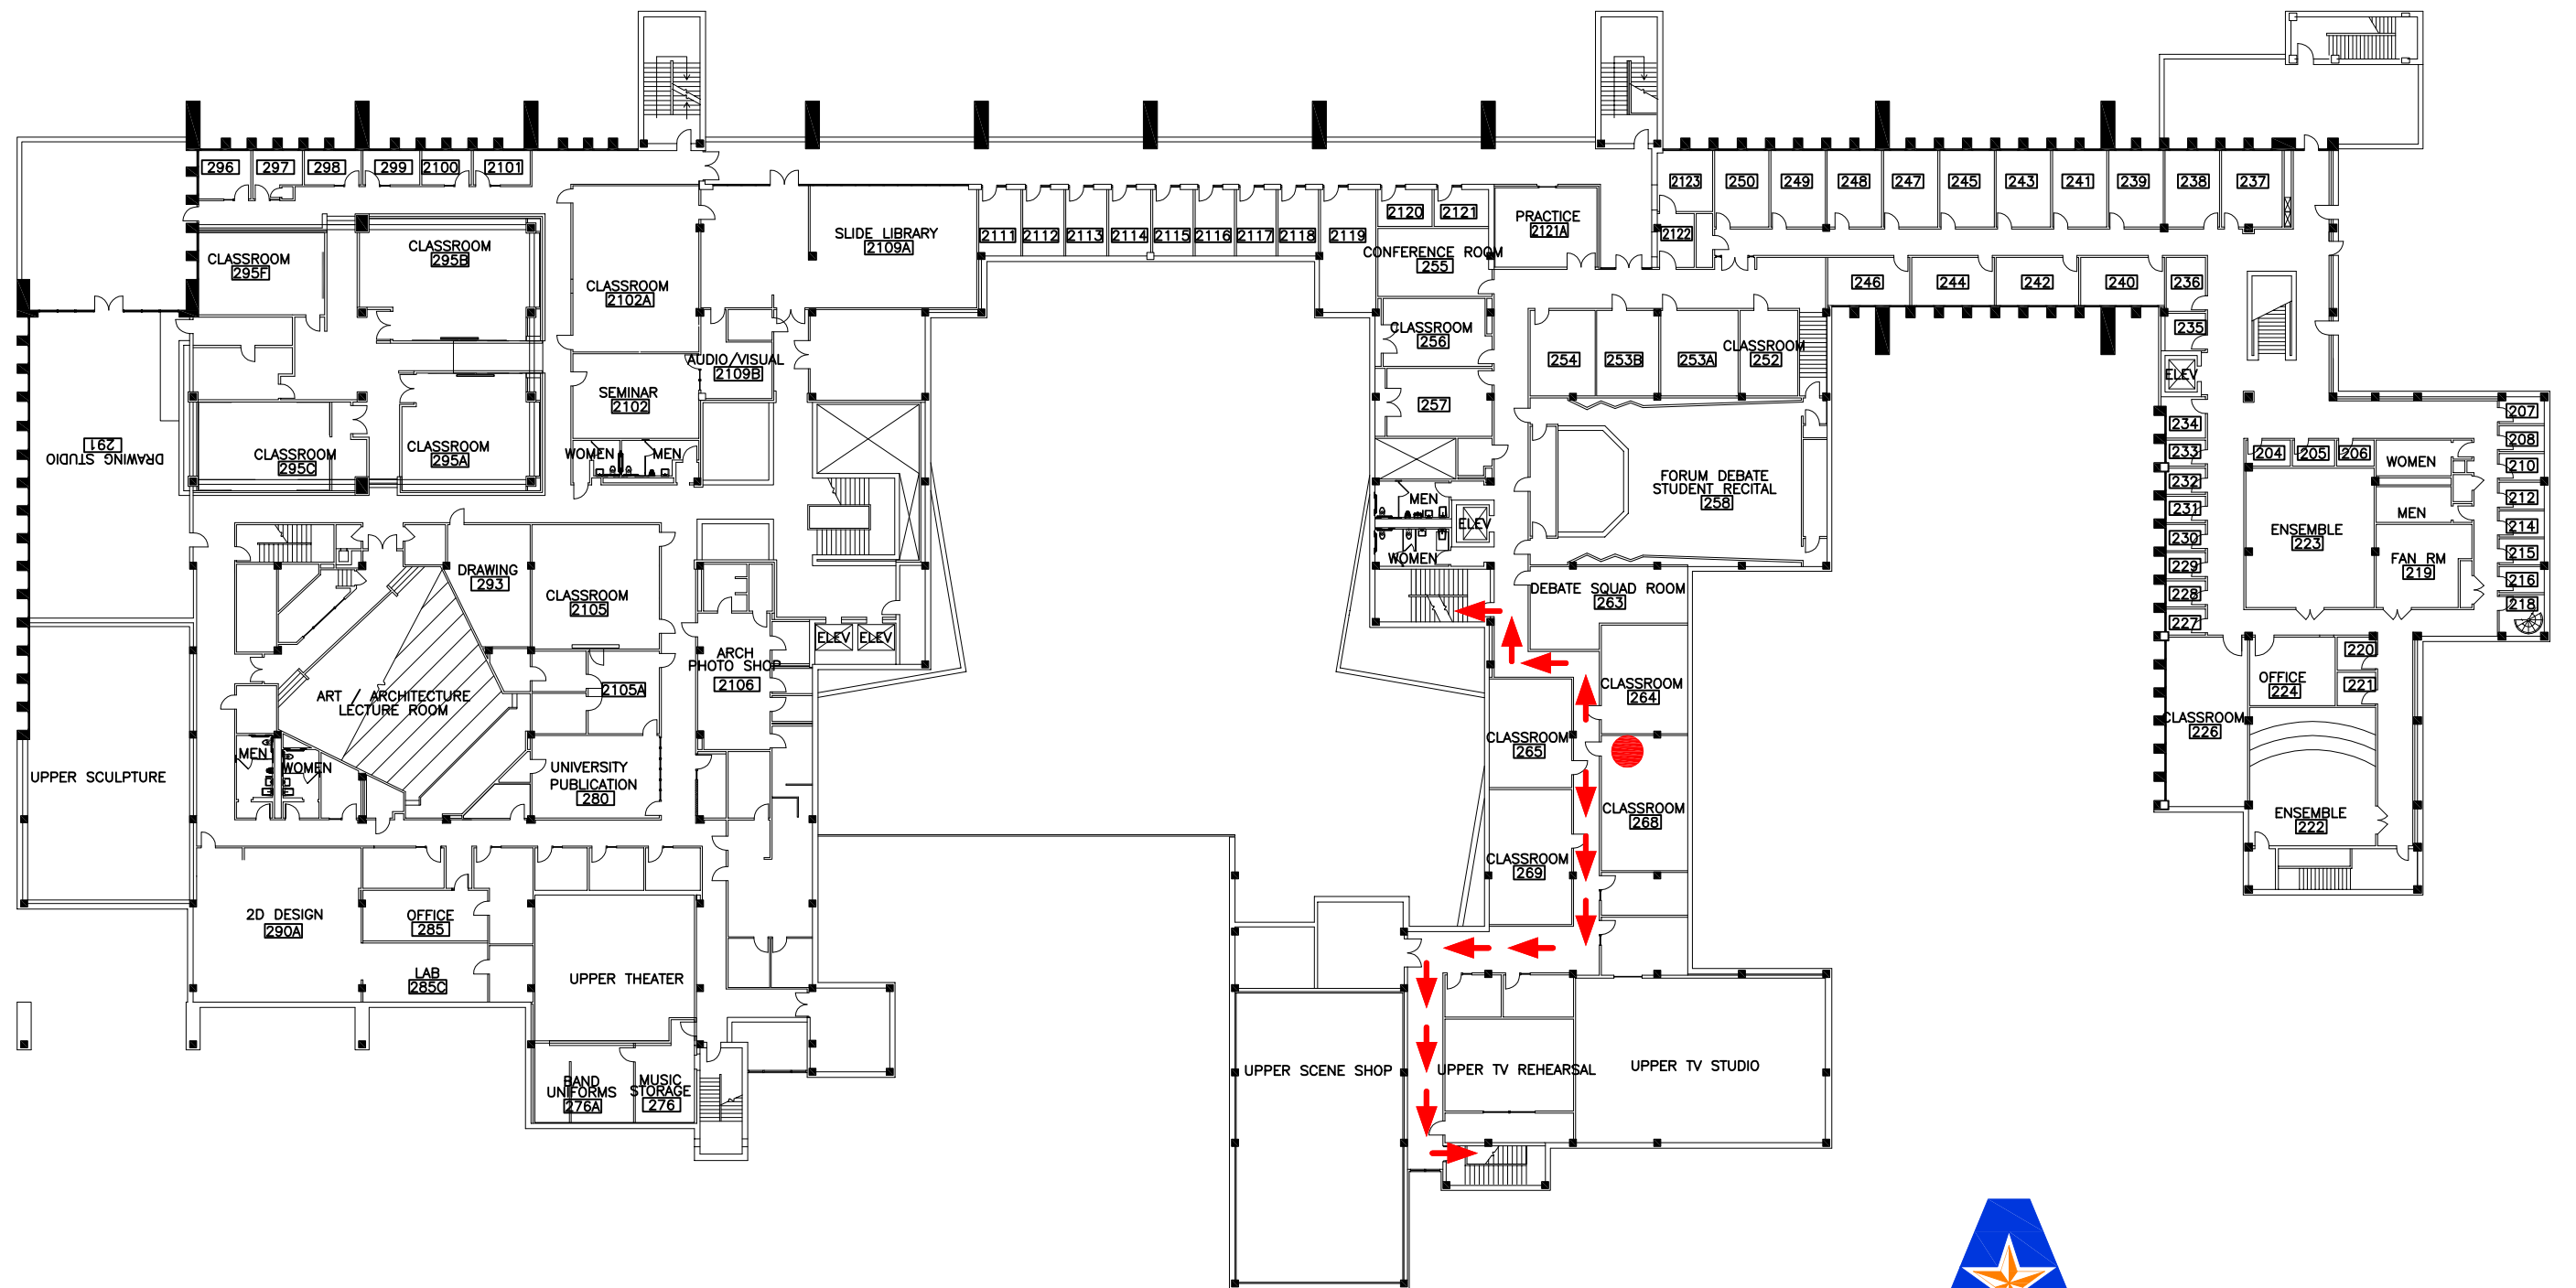 296
297
298
299
2100
2101
CLASSROOM
295F
CLASSROOM
295B
CLASSROOM
2102A
SLIDE LIBRARY
2109A
2111
2112
2113
2114
2115
2116
2117
2118
2119
2120
2121
CONFERENCE ROOM
255
PRACTICE
2121A
2123
2122
250
249
248
247
245
243
241
239
238
237
246
244
242
240
236
235
ELEV
CLASSROOM
256
257
254
253B
253A
CLASSROOM
252
AUDIO/VISUAL
2109B
SEMINAR
2102
WOMEN
MEN
DRAWING STUDIO
291
CLASSROOM
295C
CLASSROOM
295A
FORUM DEBATE
STUDENT RECITAL
258
MEN
ELEV
WOMEN
234
233
232
231
230
229
228
227
204
205
206
WOMEN
MEN
207
208
210
212
214
215
216
218
ENSEMBLE
223
FAN RM
219
DRAWING
293
CLASSROOM
2105
DEBATE SQUAD ROOM
263
ELEV
ELEV
ARCH
PHOTO SHOP
2106
2105A
ART / ARCHITECTURE
LECTURE ROOM
CLASSROOM
264
CLASSROOM
265
220
221
OFFICE
224
CLASSROOM
226
MEN
WOMEN
UNIVERSITY
PUBLICATION
280
UPPER SCULPTURE
CLASSROOM
268
CLASSROOM
269
ENSEMBLE
222
2D DESIGN
290A
OFFICE
285
LAB
285C
UPPER THEATER
BAND
UNIFORMS
276A
MUSIC
STORAGE
276
UPPER SCENE SHOP
UPPER TV REHEARSAL
UPPER TV STUDIO